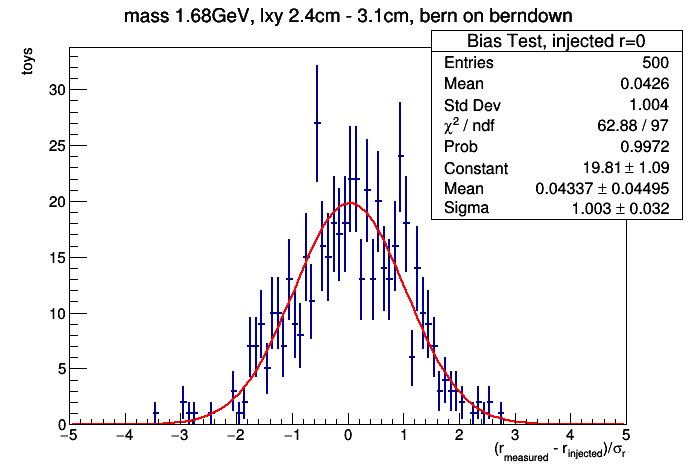 mass 1.68GeV, lxy 2.4cm - 3.1cm, bern on berndown
Bias Test, injected r=0
Entries 500
Mean 0.0426
Std Dev 1.004
χ² / ndf 62.88 / 97
Prob 0.9972
Constant 19.81 ± 1.09
Mean 0.04337 ± 0.04495
Sigma 1.003 ± 0.032
toys
30
25
20
15
10
5
0
−5 −4 −3 −2 −1 0 1 2 3 4 5
(r_measured - r_injected)/σ_r